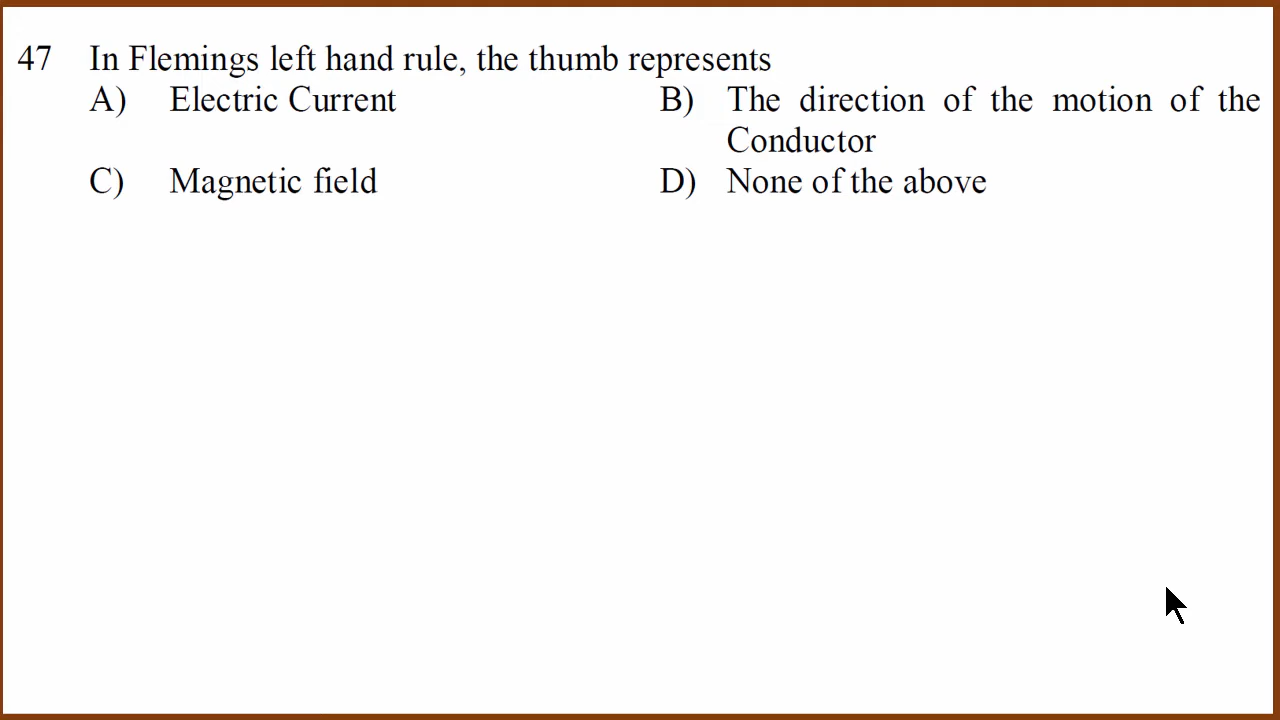 47 In Flemings left hand rule, the thumb represents
A) Electric Current B) The direction of the motion of the
Conductor
C) Magnetic field D) None of the above